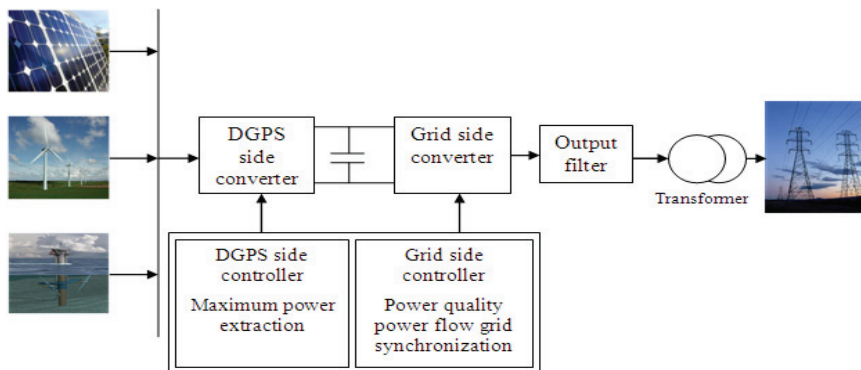 DGPS
side
converter
Grid side
converter
Output
filter
Transformer
DGPS side
controller
Maximum power
extraction
Grid side
controller
Power quality
power flow grid
synchronization